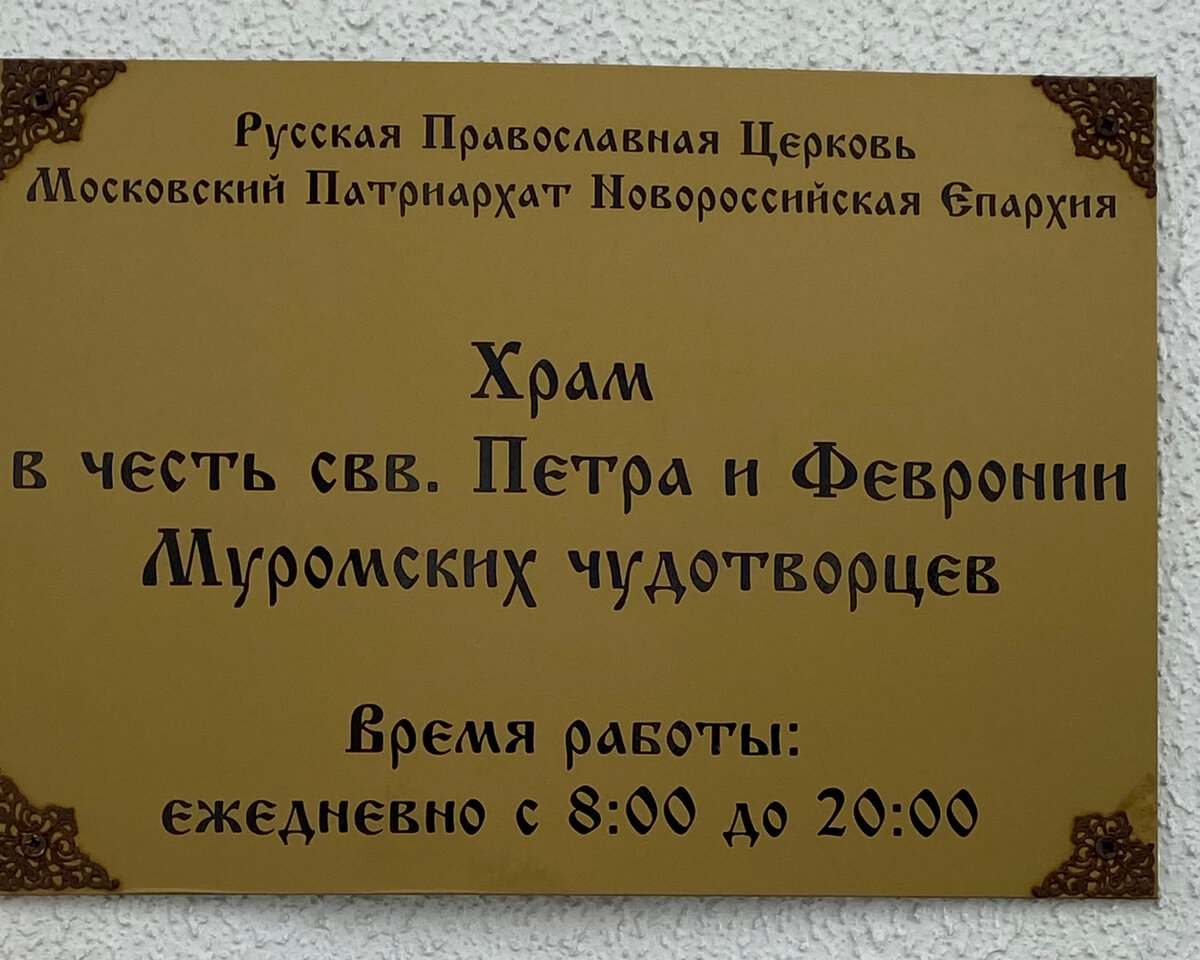 Русская Православная Церковь
Московский Патриархат Новороссийская Епархия
Храм
в честь свв. Петра и Февронии
Муромских чудотворцев
Время работы:
ежедневно с 8:00 до 20:00